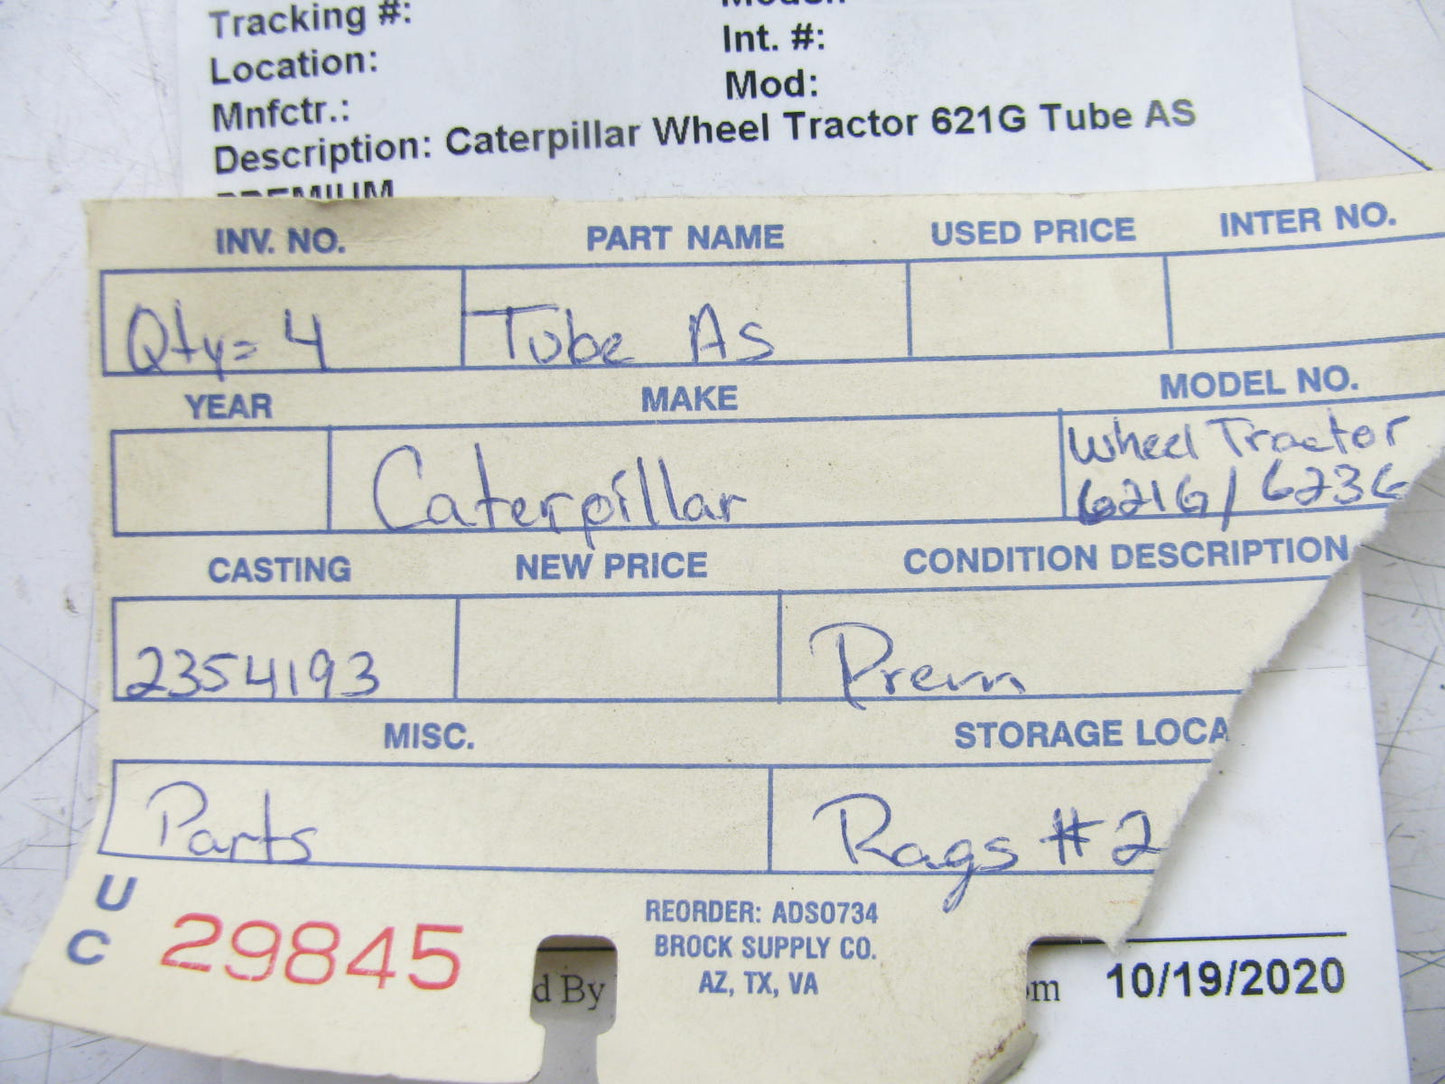 Tracking #:
Location:
Int. #:
Mnfctr.:
Mod:
Description: Caterpillar Wheel Tractor 621G Tube AS
PREMIUM
INV. NO. PART NAME USED PRICE INTER NO.
Qty= 4 Tube As
YEAR MAKE MODEL NO.
Caterpillar
Wheel Tractor
621G / 623G
CASTING NEW PRICE CONDITION DESCRIPTION
2354193 Prem
MISC. STORAGE LOCA
Parts Rags #2
UC 29845
REORDER: ADS0734
BROCK SUPPLY CO.
AZ, TX, VA
d By om 10/19/2020